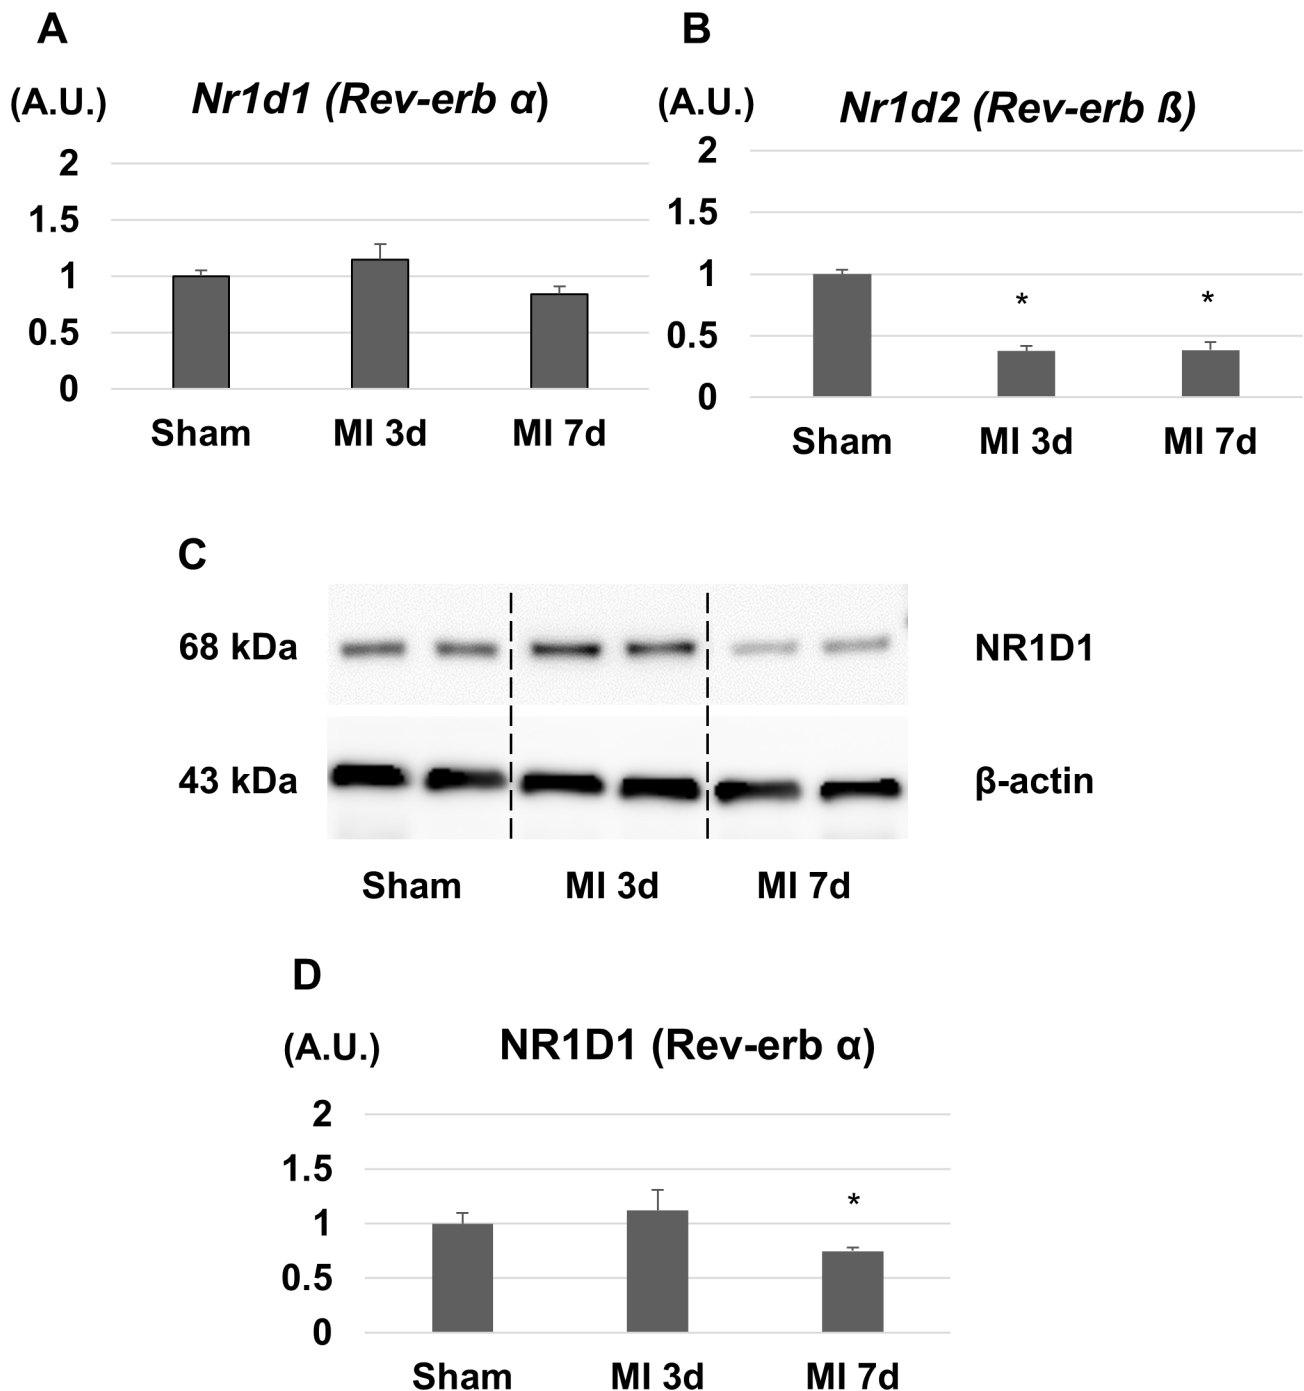 A
(A.U.)
Nr1d1 (Rev-erb α)
2
1.5
1
0.5
0
Sham MI 3d MI 7d
B
(A.U.)
Nr1d2 (Rev-erb ß)
2
1.5
1
0.5
0
* *
Sham MI 3d MI 7d
C
68 kDa NR1D1
43 kDa β-actin
Sham MI 3d MI 7d
D
(A.U.)
NR1D1 (Rev-erb α)
2
1.5
1
0.5
0
*
Sham MI 3d MI 7d